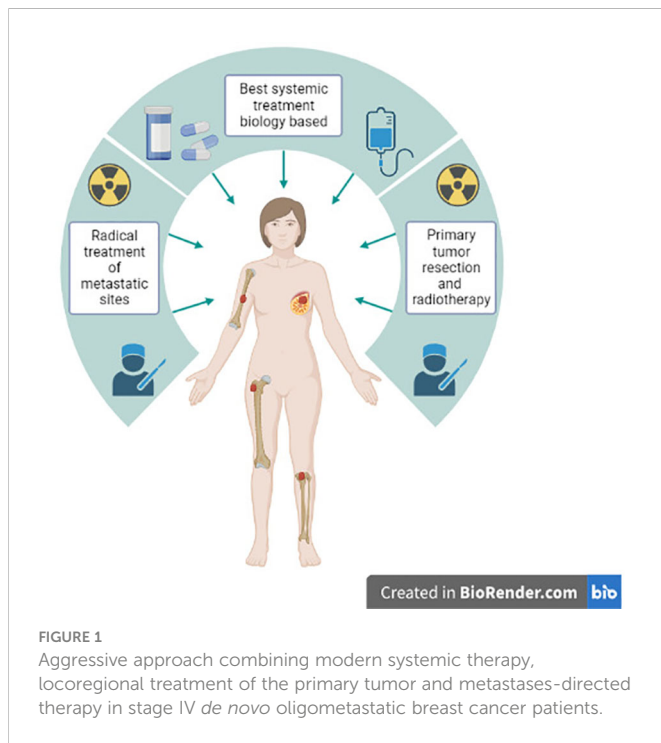 Best systemic
treatment
biology based
Radical
treatment
of
metastatic
sites
Primary
tumor
resection
and
radiotherapy
Created in BioRender.com bio
FIGURE 1
Aggressive approach combining modern systemic therapy,
locoregional treatment of the primary tumor and metastases-directed
therapy in stage IV de novo oligometastatic breast cancer patients.